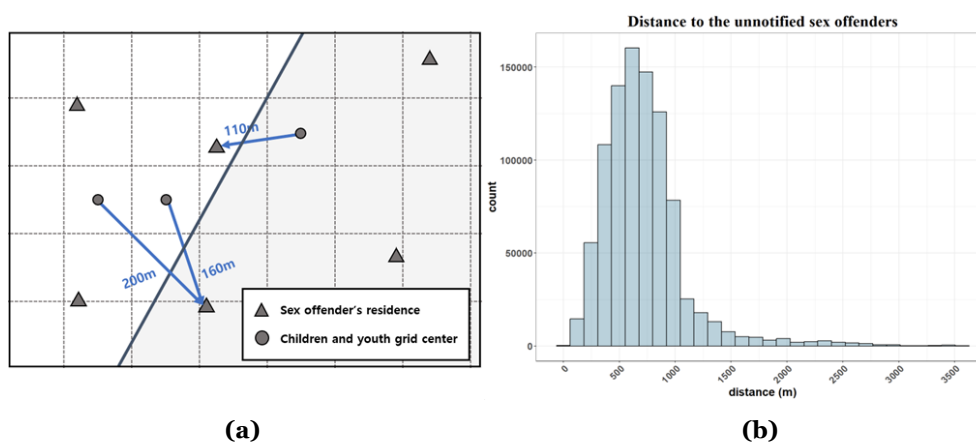 110m
200m
160m
Sex offender's residence
Children and youth grid center
(a)
Distance to the unnotified sex offenders
150000
100000
50000
0
count
0
500
1000
1500
2000
2500
3000
3500
distance (m)
(b)